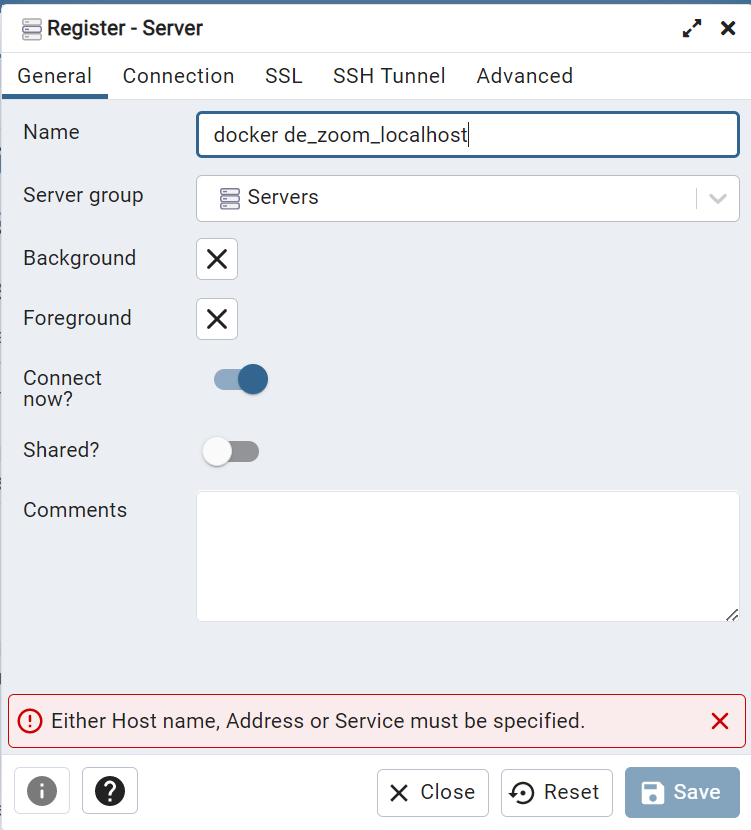 Register - Server
General Connection SSL SSH Tunnel Advanced
Name docker de_zoom_localhost
Server group Servers
Background
Foreground
Connect
now?
Shared?
Comments
Either Host name, Address or Service must be specified.
Close Reset Save